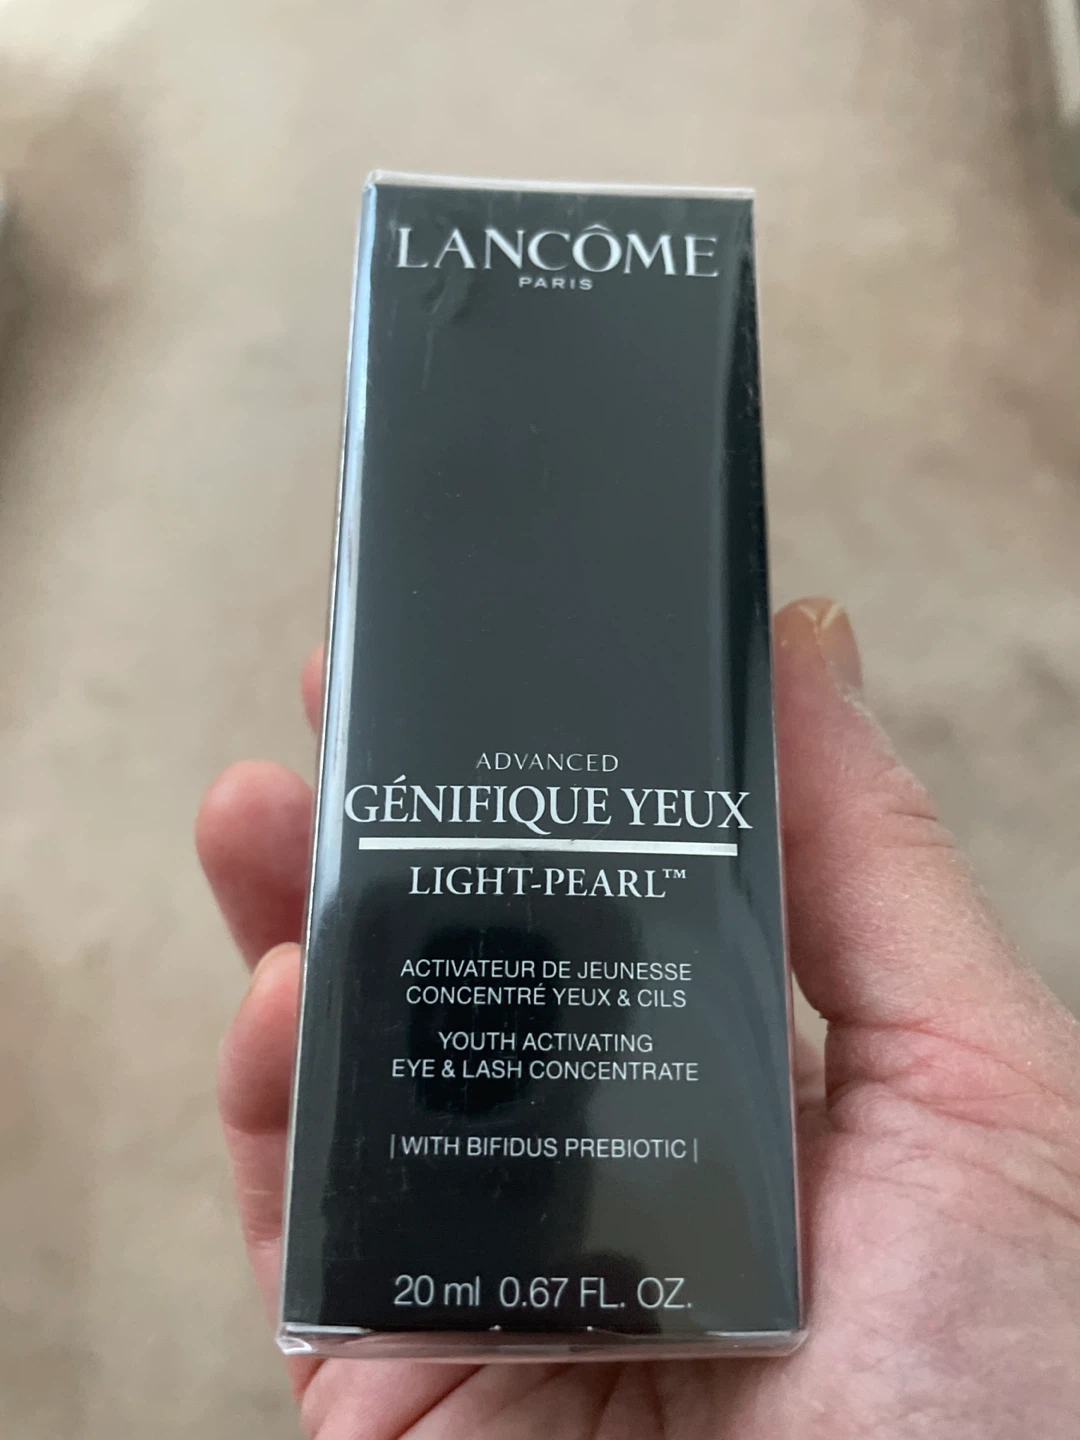 LANCÔME
PARIS
ADVANCED
GÉNIFIQUE YEUX
LIGHT-PEARL™
ACTIVATEUR DE JEUNESSE
CONCENTRÉ YEUX & CILS
YOUTH ACTIVATING
EYE & LASH CONCENTRATE
| WITH BIFIDUS PREBIOTIC |
20 ml 0.67 FL. OZ.